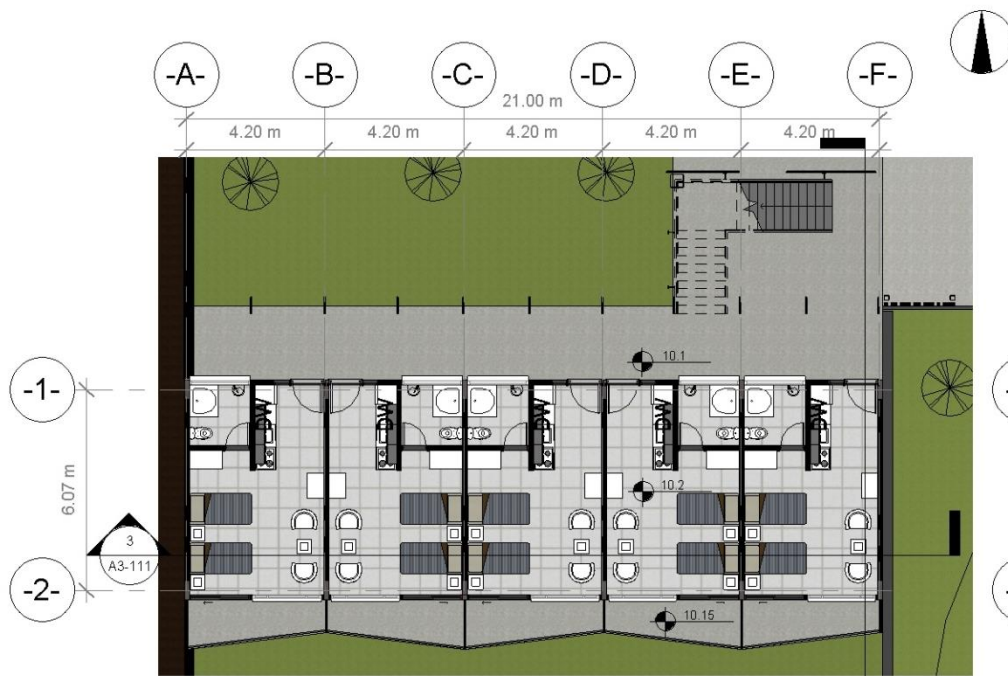 -A-
-B-
-C-
-D-
-E-
-F-
21.00 m
4.20 m
4.20 m
4.20 m
4.20 m
4.20 m
10.1
-1-
DW
DW
DW
DW
DW
6.07 m
10.2
3
A3-111
-2-
10.15